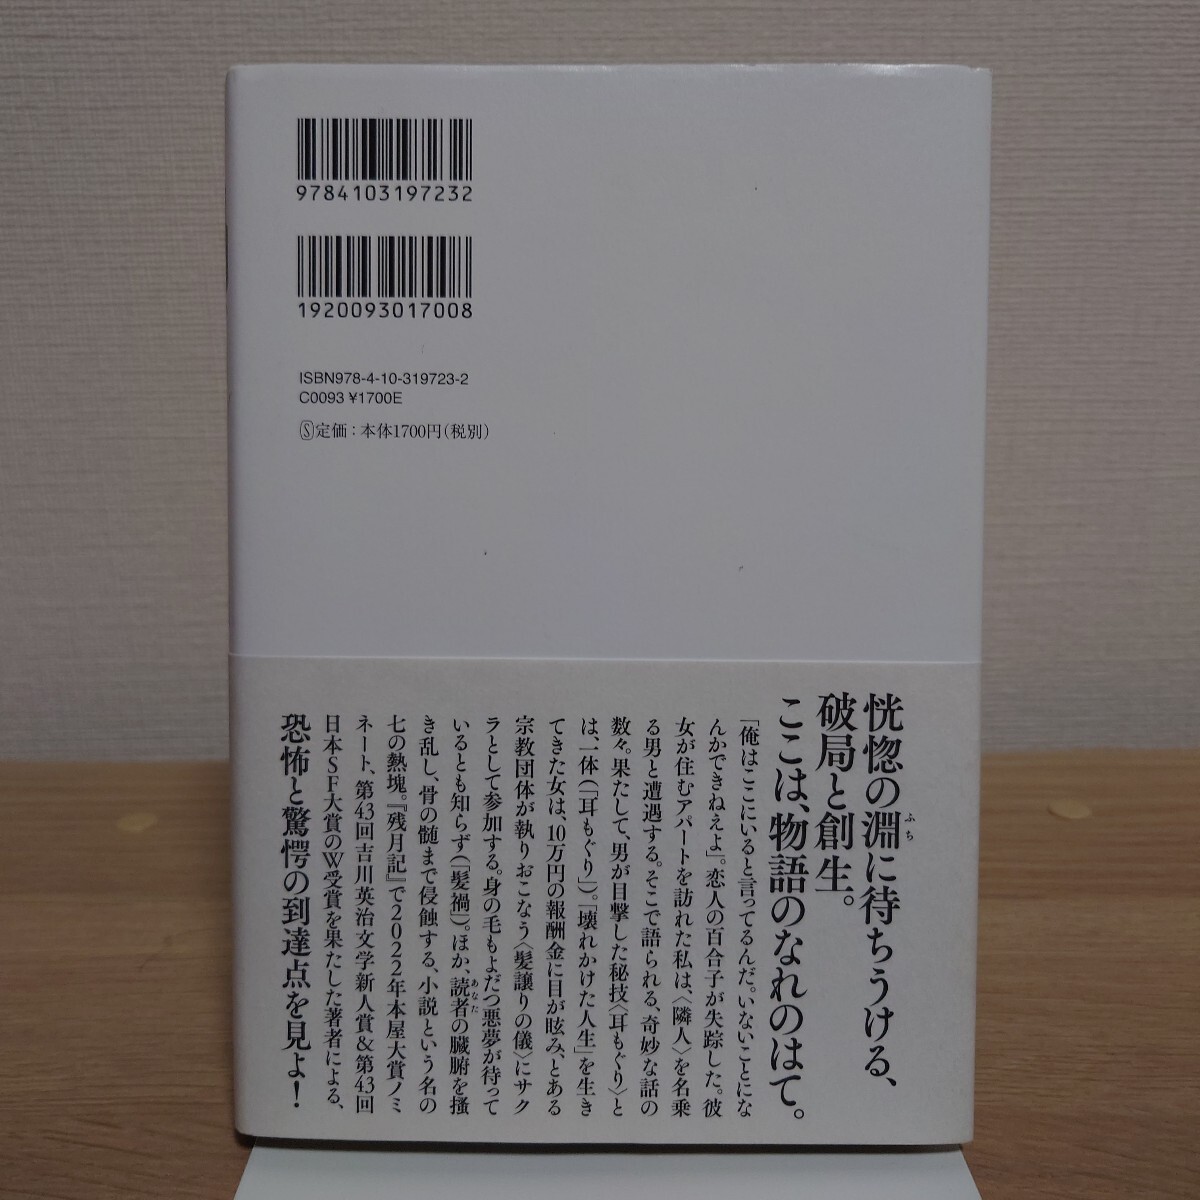 9784103197232
1920093017008
ISBN978-4-10-319723-2
C0093 ¥1700E
Ⓢ定価：本体1700円（税別）
恍惚の淵に待ちうける、
ふち
破局と創生。
ここは、物語のなれのはて。
「俺はここにいると言ってるんだ。いないことにな
んかできねえよ」。恋人の百合子が失踪した。彼
女が住むアパートを訪れた私は、〈隣人〉を名乗
る男と遭遇する。そこで語られる、奇妙な話の
数々。果たして、男が目撃した秘技〈耳もぐり〉と
は、一体（「耳もぐり」）。「壊れかけた人生」を生き
てきた女は、10万円の報酬金に目が眩み、とある
宗教団体が執りおこなう〈髪譲りの儀〉にサク
ラとして参加する。身の毛もよだつ悪夢が待って
いるとも知らず（「髪禍」）。ほか、読者の臓腑を掻
あなた
き乱し、骨の髄まで侵蝕する、小説という名の
七の熱塊。『残月記』で2022年本屋大賞ノミ
ネート、第43回吉川英治文学新人賞&第43回
日本SF大賞のW受賞を果たした著者による、
恐怖と驚愕の到達点を見よ！